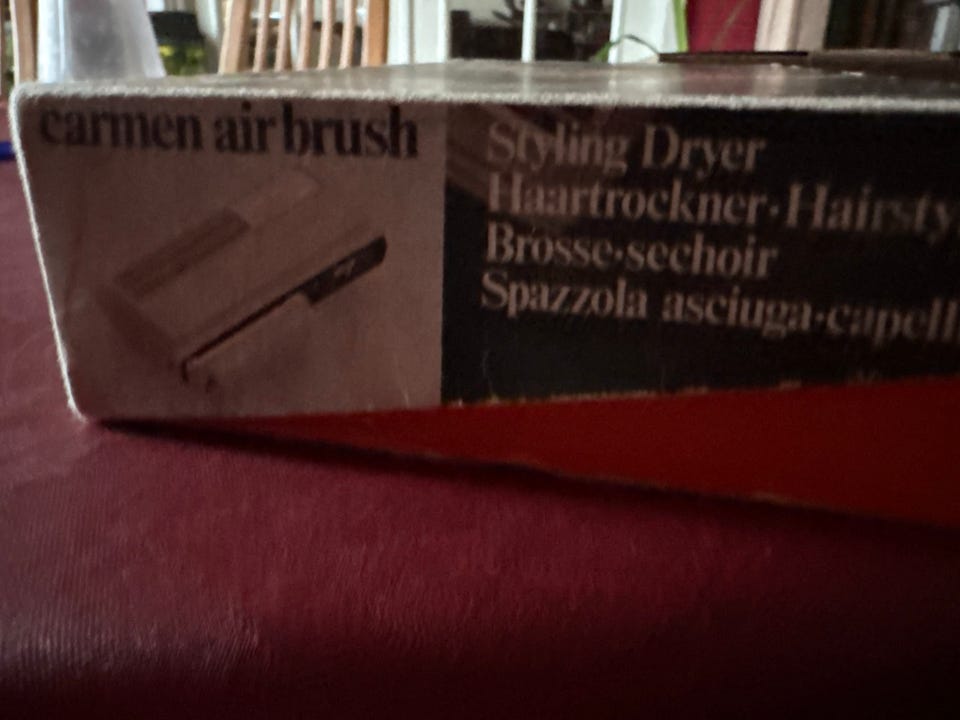 carmen air brush
Styling Dryer
Haartrockner·Hairsty
Brosse·sechoir
Spazzola asciuga·capell